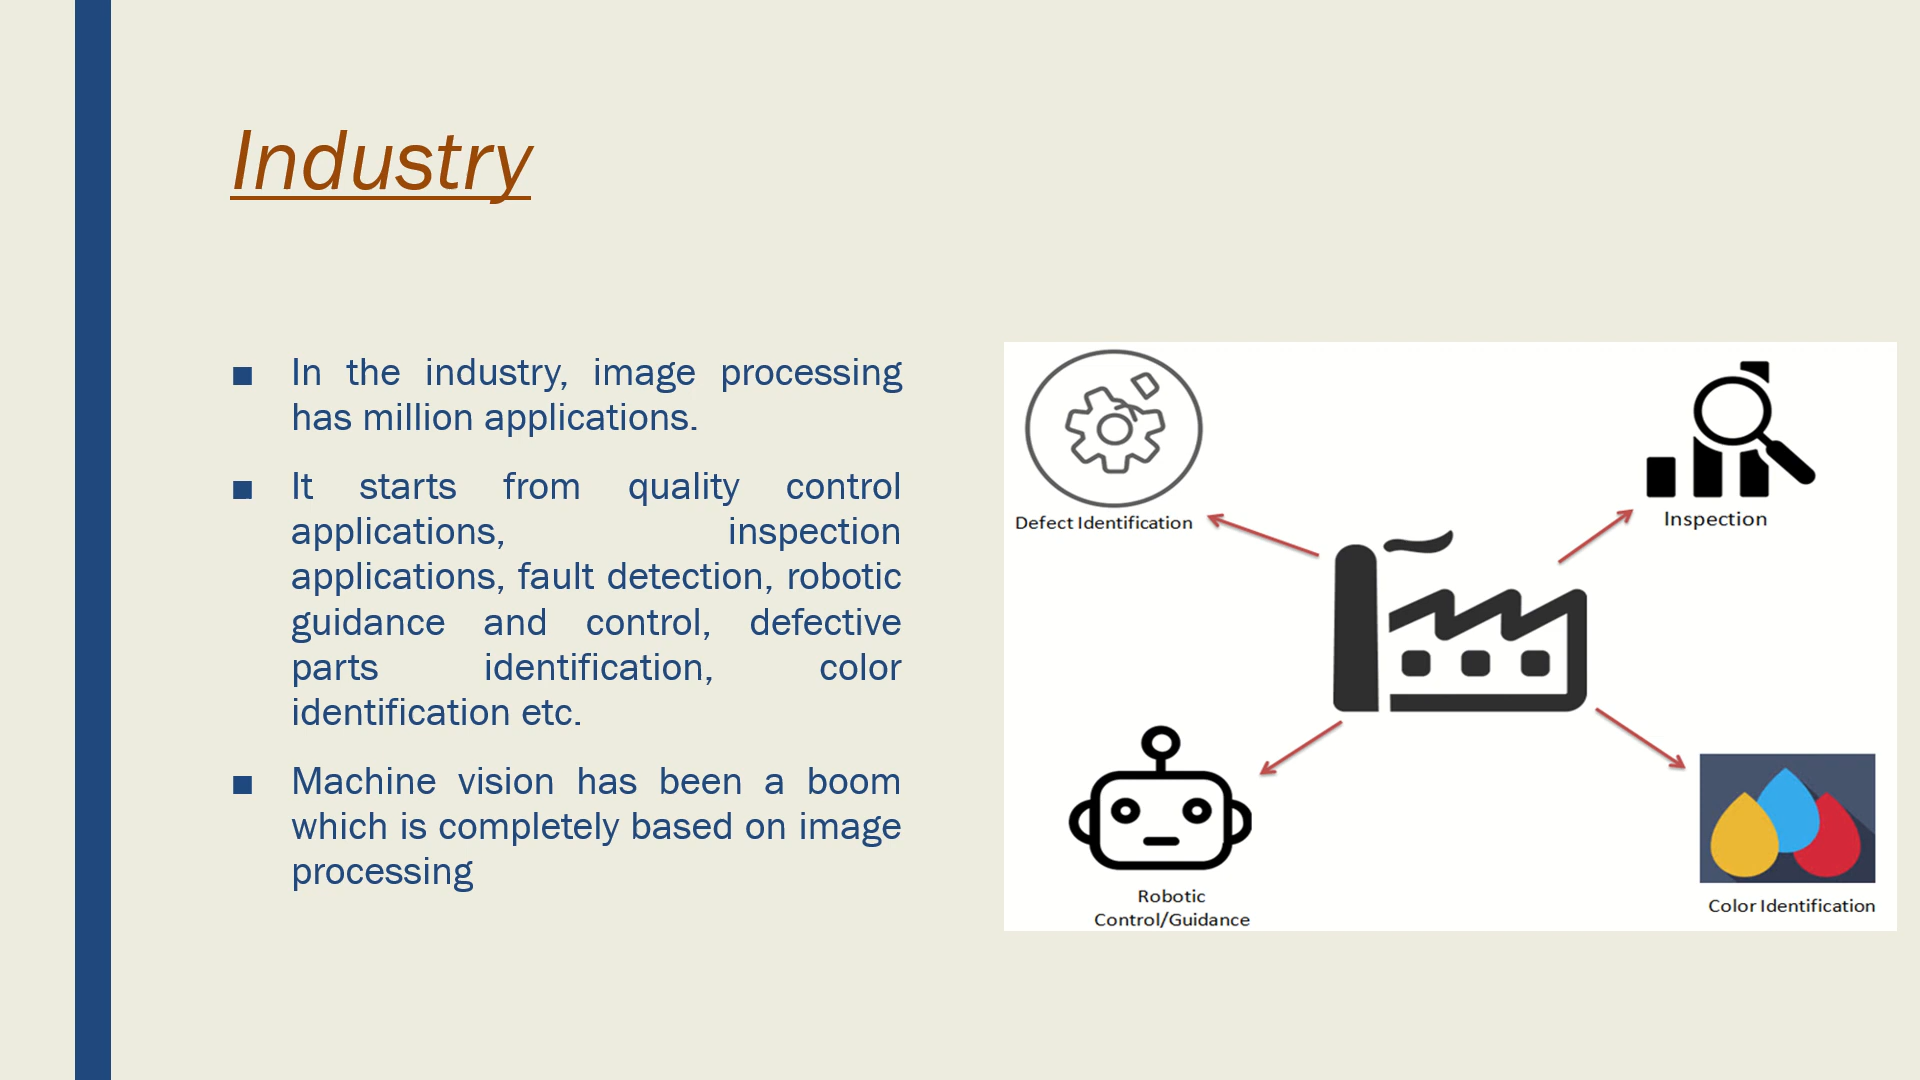 Industry
■ In the industry, image processing
has million applications.
■ It starts from quality control
applications, inspection
applications, fault detection, robotic
guidance and control, defective
parts identification, color
identification etc.
■ Machine vision has been a boom
which is completely based on image
processing
Defect Identification
Inspection
Robotic
Control/Guidance
Color Identification